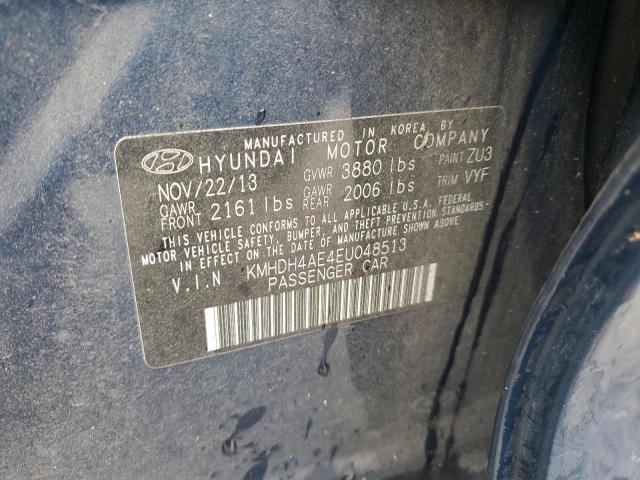 MANUFACTURED IN KOREA BY
HYUNDAI MOTOR COMPANY
NOV/22/13 GVWR 3880 lbs PAINT ZU3
GAWR FRONT 2161 lbs GAWR REAR 2006 lbs TRIM VYF
THIS VEHICLE CONFORMS TO ALL APPLICABLE U.S.A. FEDERAL
MOTOR VEHICLE SAFETY, BUMPER, AND THEFT PREVENTION STANDARDS
IN EFFECT ON THE DATE OF MANUFACTURE SHOWN ABOVE.
V.I.N KMHDH4AE4EU048513
PASSENGER CAR